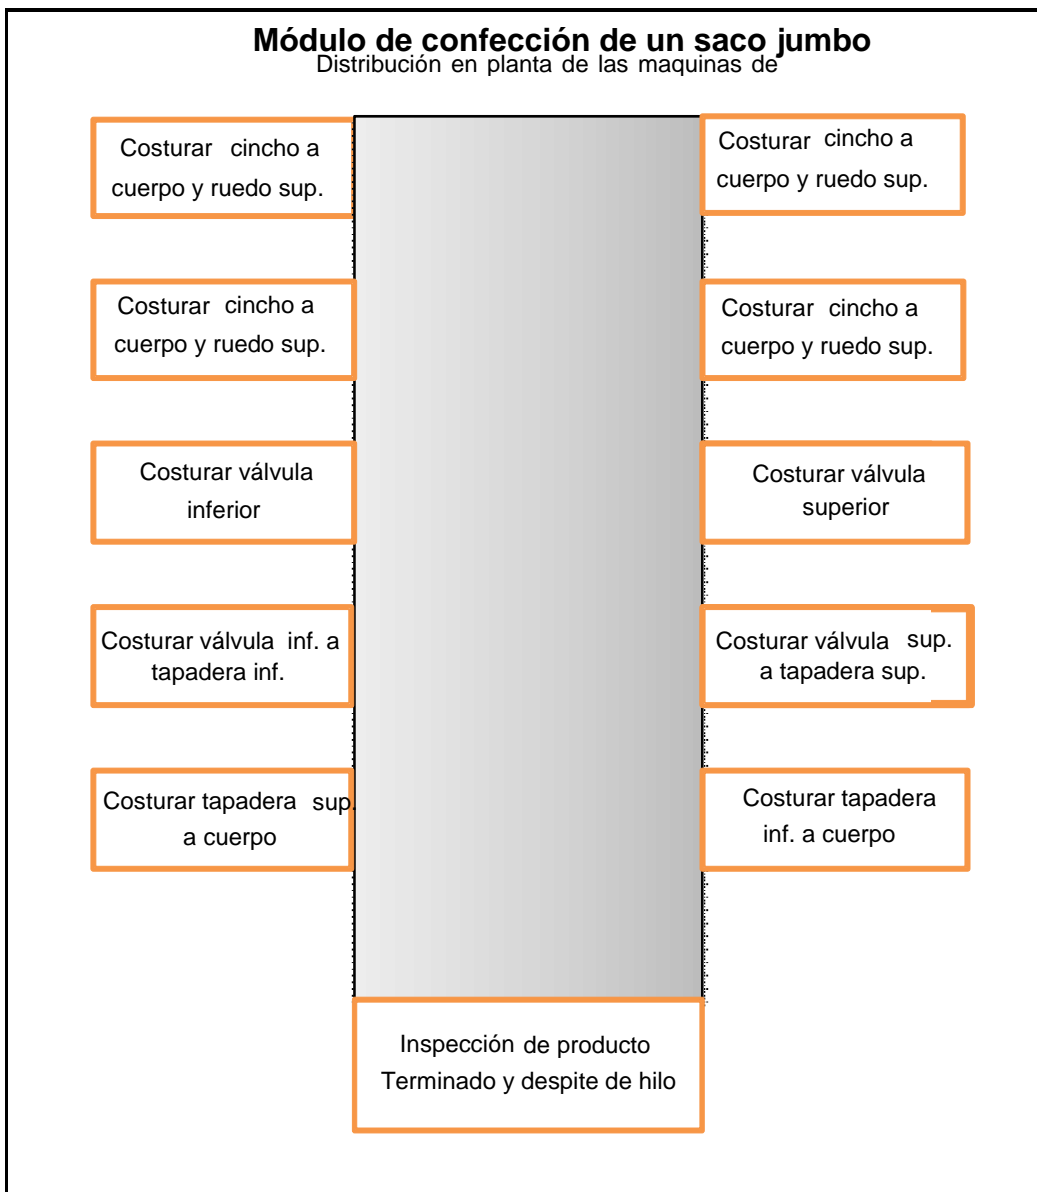 Módulo de confección de un saco jumbo
Distribución en planta de las maquinas de
Costurar cincho a
cuerpo y ruedo sup.
Costurar cincho a
cuerpo y ruedo sup.
Costurar cincho a
cuerpo y ruedo sup.
Costurar cincho a
cuerpo y ruedo sup.
Costurar válvula
inferior
Costurar válvula
superior
Costurar válvula inf. a
tapadera inf.
Costurar válvula sup.
a tapadera sup.
Costurar tapadera sup.
a cuerpo
Costurar tapadera
inf. a cuerpo
Inspección de producto
Terminado y despite de hilo